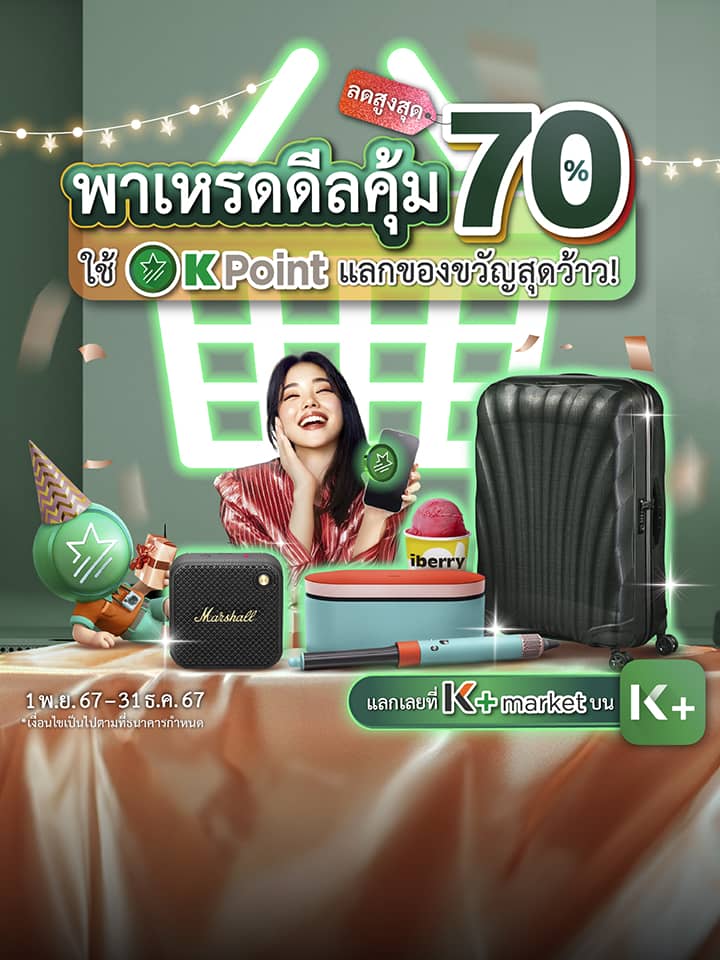 ลดสูงสุด
70%
พาเหรดดีลคุ้ม
ใช้ K Point แลกของขวัญสุดว้าว!
iberry
Marshall
1 พ.ย. 67 – 31 ธ.ค. 67
*เงื่อนไขเป็นไปตามที่ธนาคารกำหนด
แลกเลยที่ K+ market บน K+